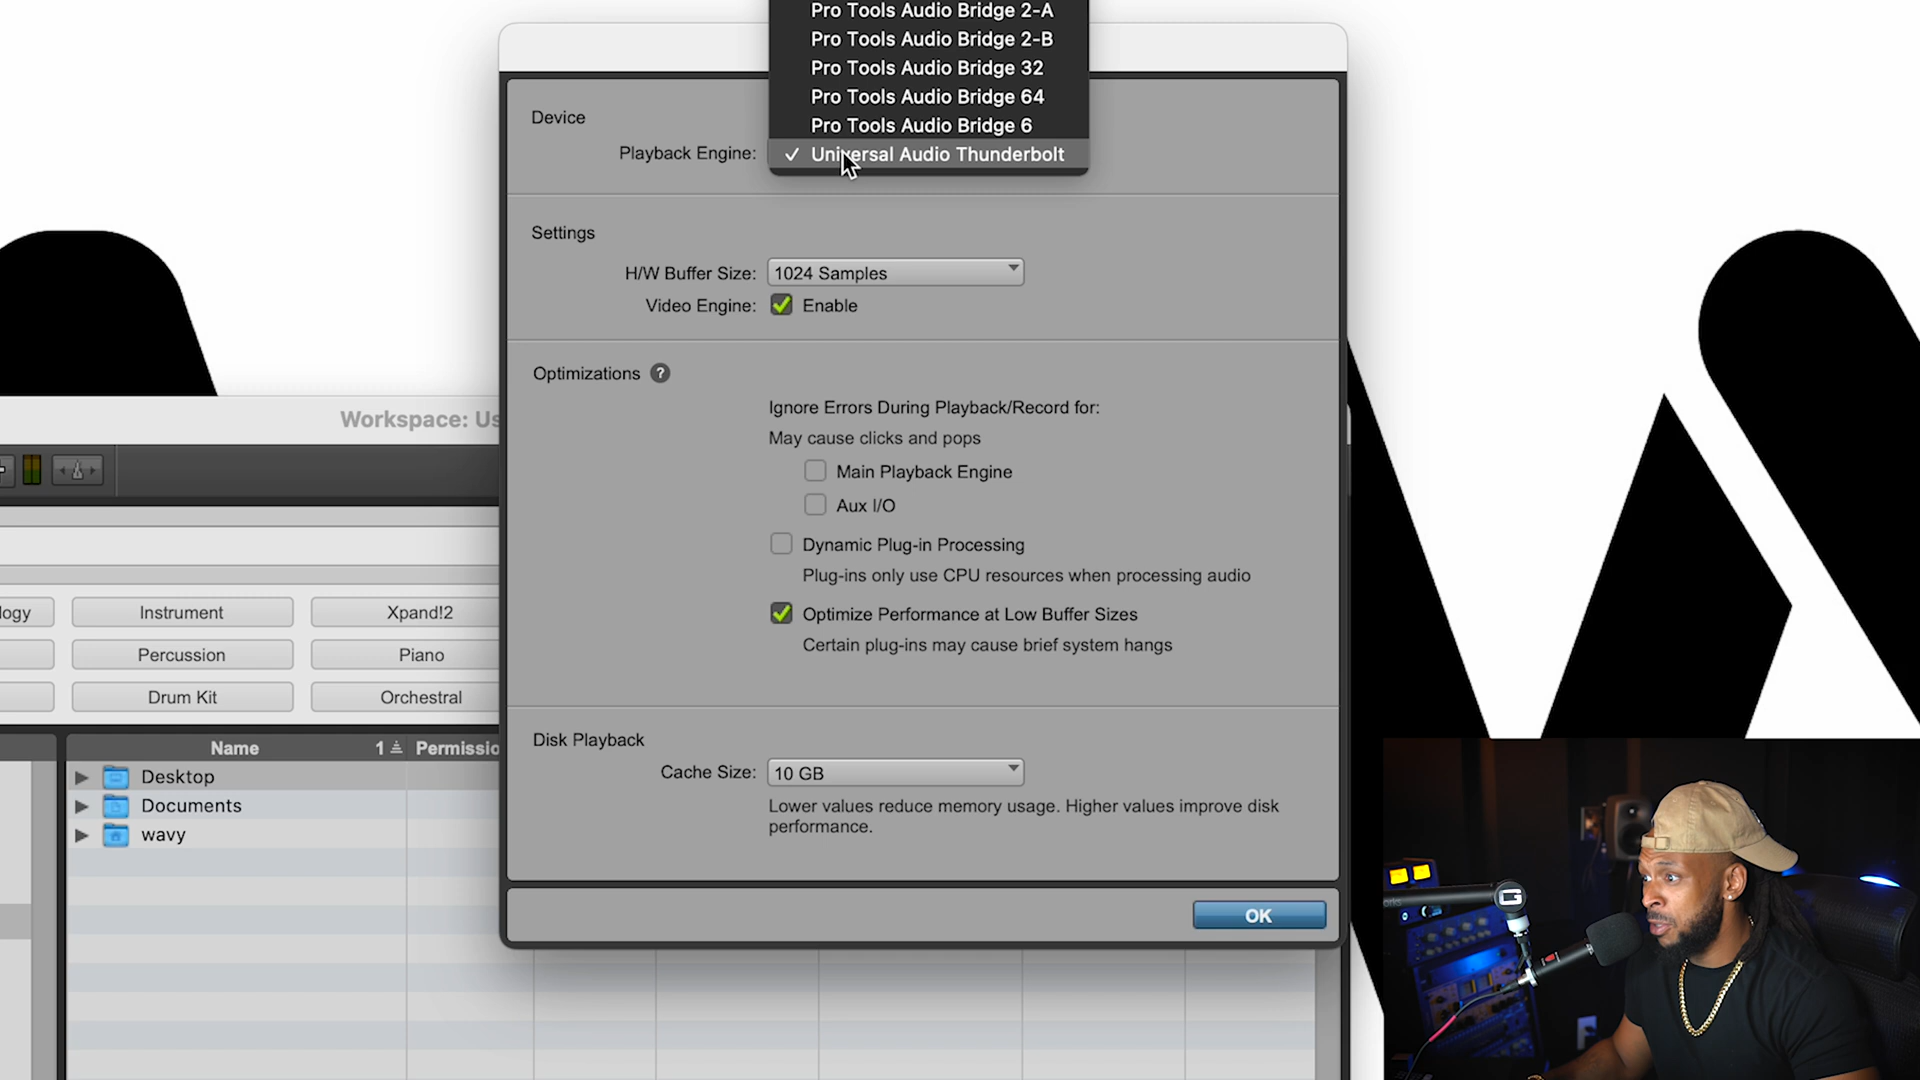 Pro Tools Audio Bridge 2-A
Pro Tools Audio Bridge 2-B
Pro Tools Audio Bridge 32
Pro Tools Audio Bridge 64
Pro Tools Audio Bridge 6
Device
Playback Engine:
✓ Universal Audio Thunderbolt
Settings
H/W Buffer Size:
1024 Samples
Video Engine:
Enable
Optimizations ?
Ignore Errors During Playback/Record for:
May cause clicks and pops
Main Playback Engine
Aux I/O
Dynamic Plug-in Processing
Plug-ins only use CPU resources when processing audio
Optimize Performance at Low Buffer Sizes
Certain plug-ins may cause brief system hangs
Disk Playback
Cache Size:
10 GB
Lower values reduce memory usage. Higher values improve disk
performance.
OK
Workspace: Us
logy
Instrument
Xpand!2
Percussion
Piano
Drum Kit
Orchestral
Name
1
Permissio
Desktop
Documents
wavy
G